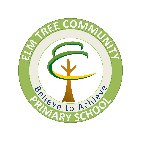 ELM TREE COMMUNITY
Believe to Achieve
PRIMARY SCHOOL